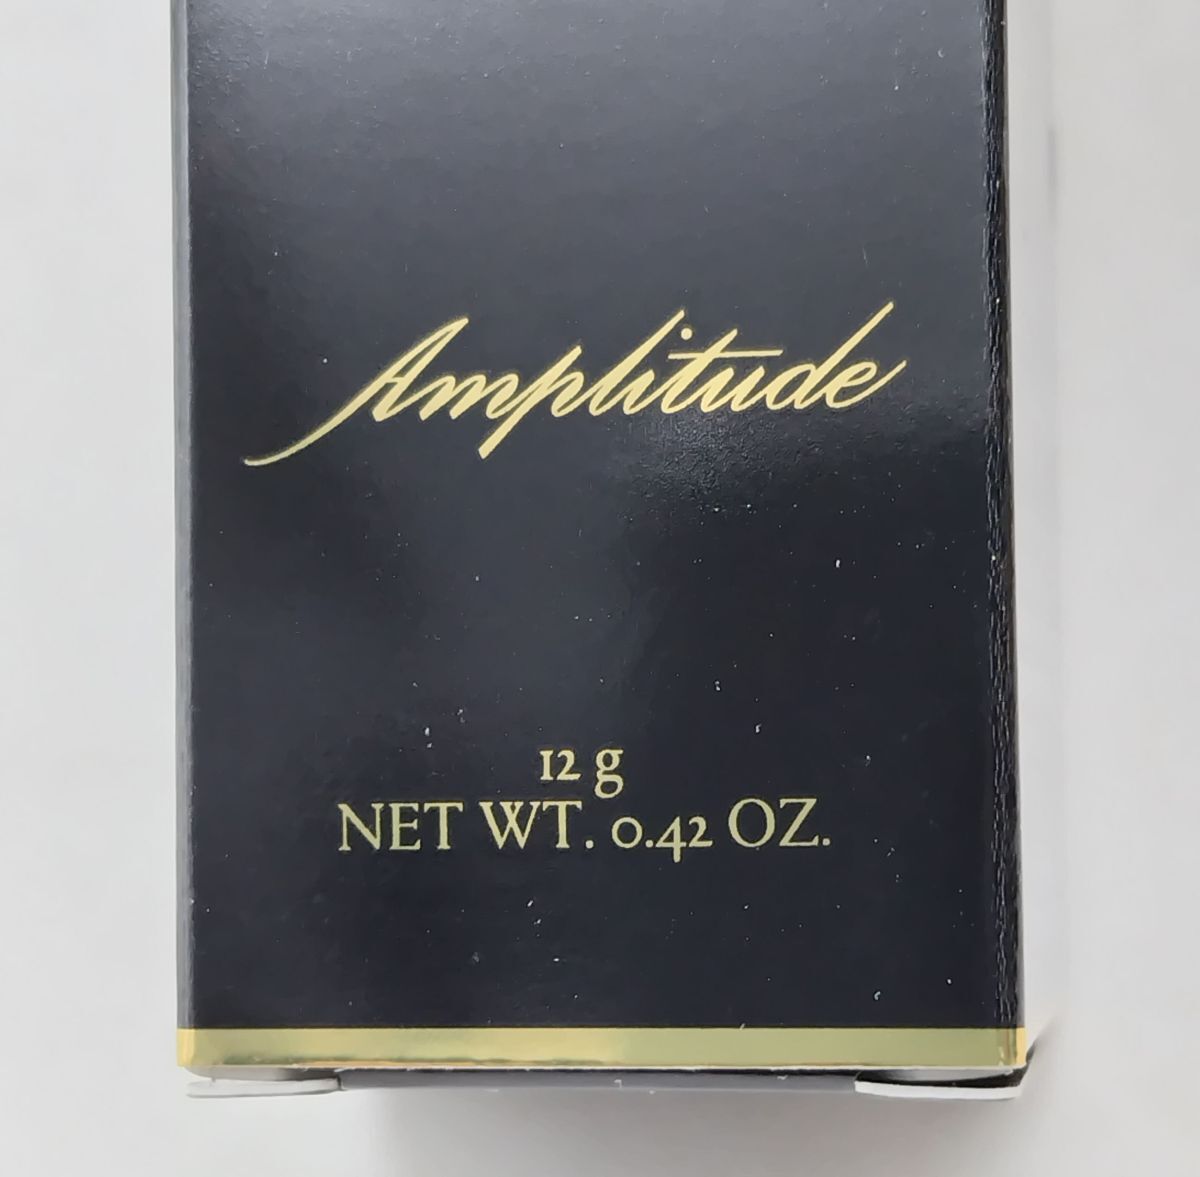 Amplitude
12 g
NET WT. 0.42 OZ.